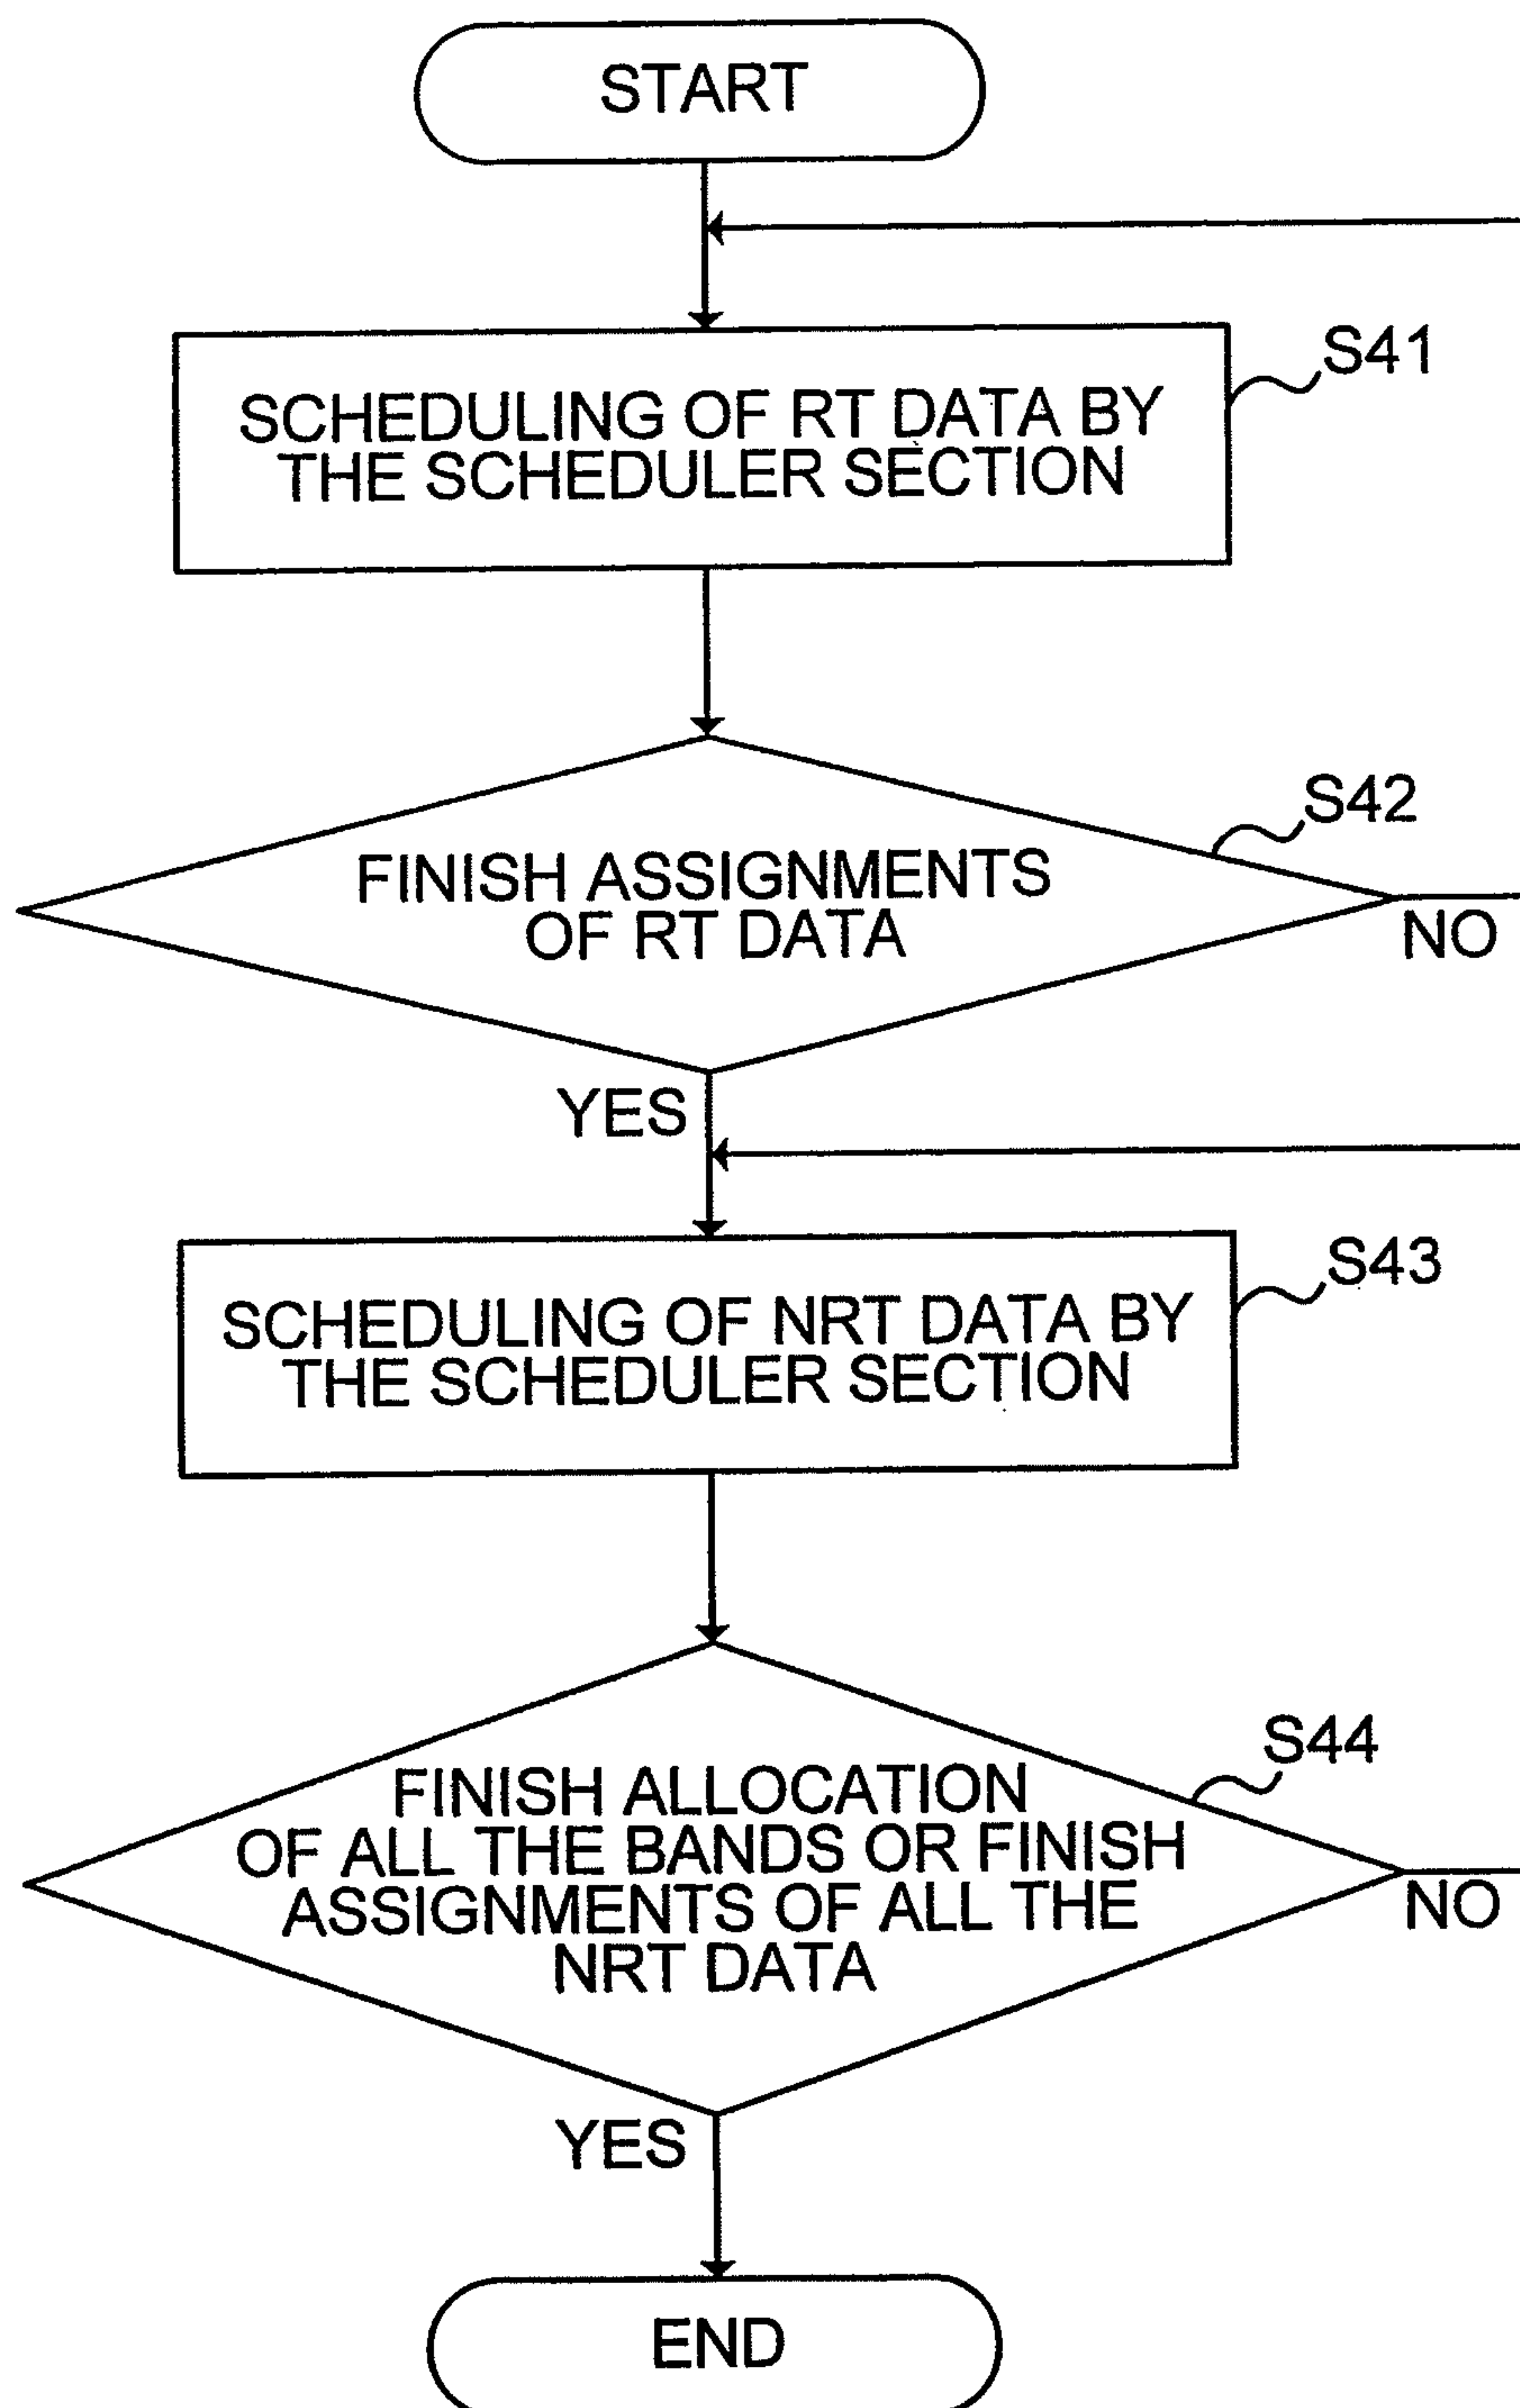 START
S41
SCHEDULING OF RT DATA BY
THE SCHEDULER SECTION
S42
FINISH ASSIGNMENTS
OF RT DATA
NO
YES
S43
SCHEDULING OF NRT DATA BY
THE SCHEDULER SECTION
S44
FINISH ALLOCATION
OF ALL THE BANDS OR FINISH
ASSIGNMENTS OF ALL THE
NRT DATA
NO
YES
END